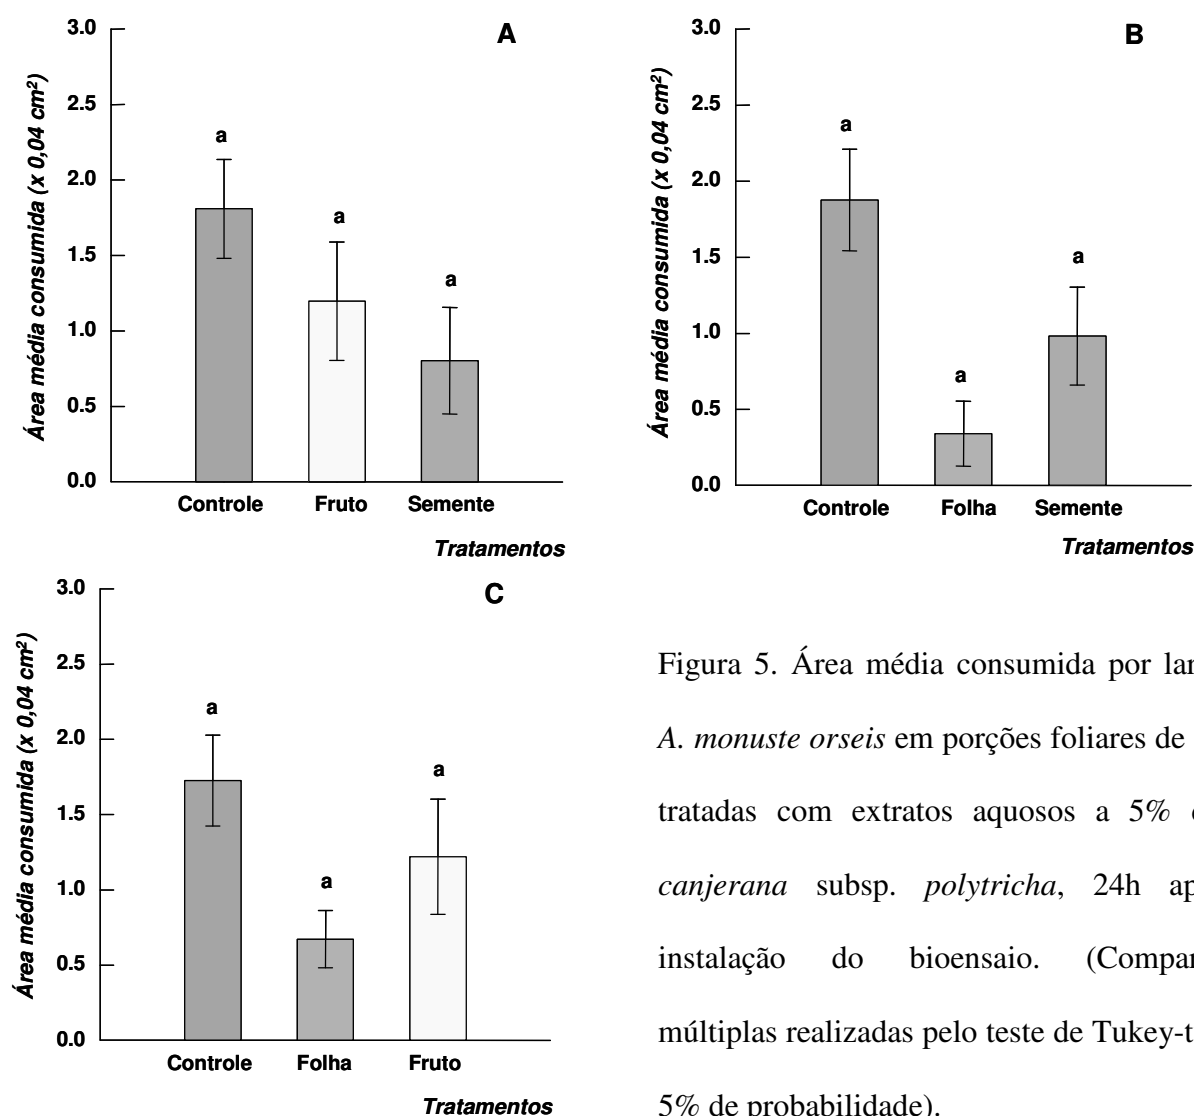 A
3.0
2.5
2.0
1.5
1.0
0.5
0.0
Área média consumida (x 0,04 cm²)
a
a
a
Controle Fruto Semente
Tratamentos
B
3.0
2.5
2.0
1.5
1.0
0.5
0.0
Área média consumida (x 0,04 cm²)
a
a
a
Controle Folha Semente
Tratamentos
C
3.0
2.5
2.0
1.5
1.0
0.5
0.0
Área média consumida (x 0,04 cm²)
a
a
a
Controle Folha Fruto
Tratamentos
Figura 5. Área média consumida por
A. monuste orseis em porções foliares de
tratadas com extratos aquosos a 5%
canjerana subsp. polytricha, 24h
instalação do bioensaio.
múltiplas realizadas pelo teste de
5% de probabilidade).